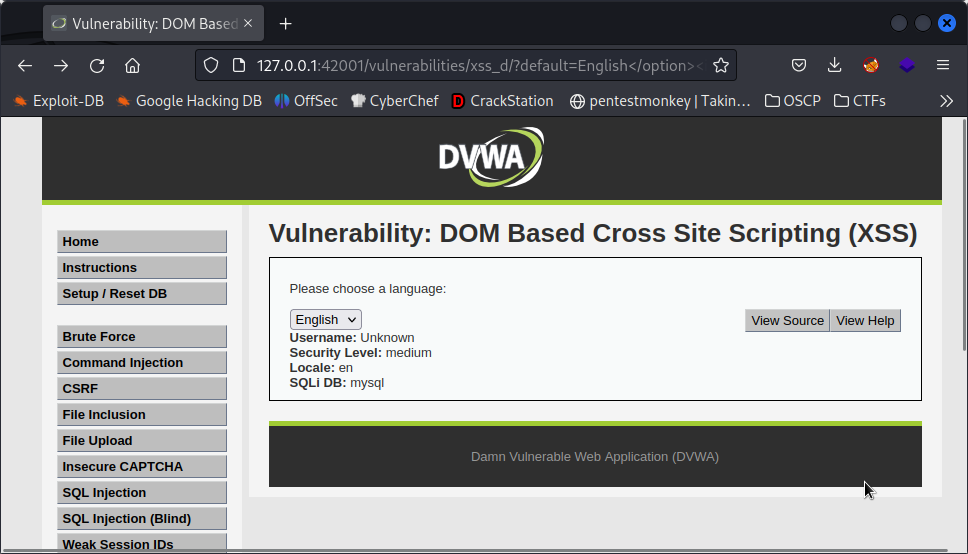 Vulnerability: DOM Based
127.0.0.1:42001/vulnerabilities/xss_d/?default=English</option><
Exploit-DB Google Hacking DB OffSec CyberChef CrackStation pentestmonkey | Takin… OSCP CTFs
DVWA
Home
Instructions
Setup / Reset DB
Brute Force
Command Injection
CSRF
File Inclusion
File Upload
Insecure CAPTCHA
SQL Injection
SQL Injection (Blind)
Weak Session IDs
Vulnerability: DOM Based Cross Site Scripting (XSS)
Please choose a language:
English
View Source View Help
Username: Unknown
Security Level: medium
Locale: en
SQLi DB: mysql
Damn Vulnerable Web Application (DVWA)